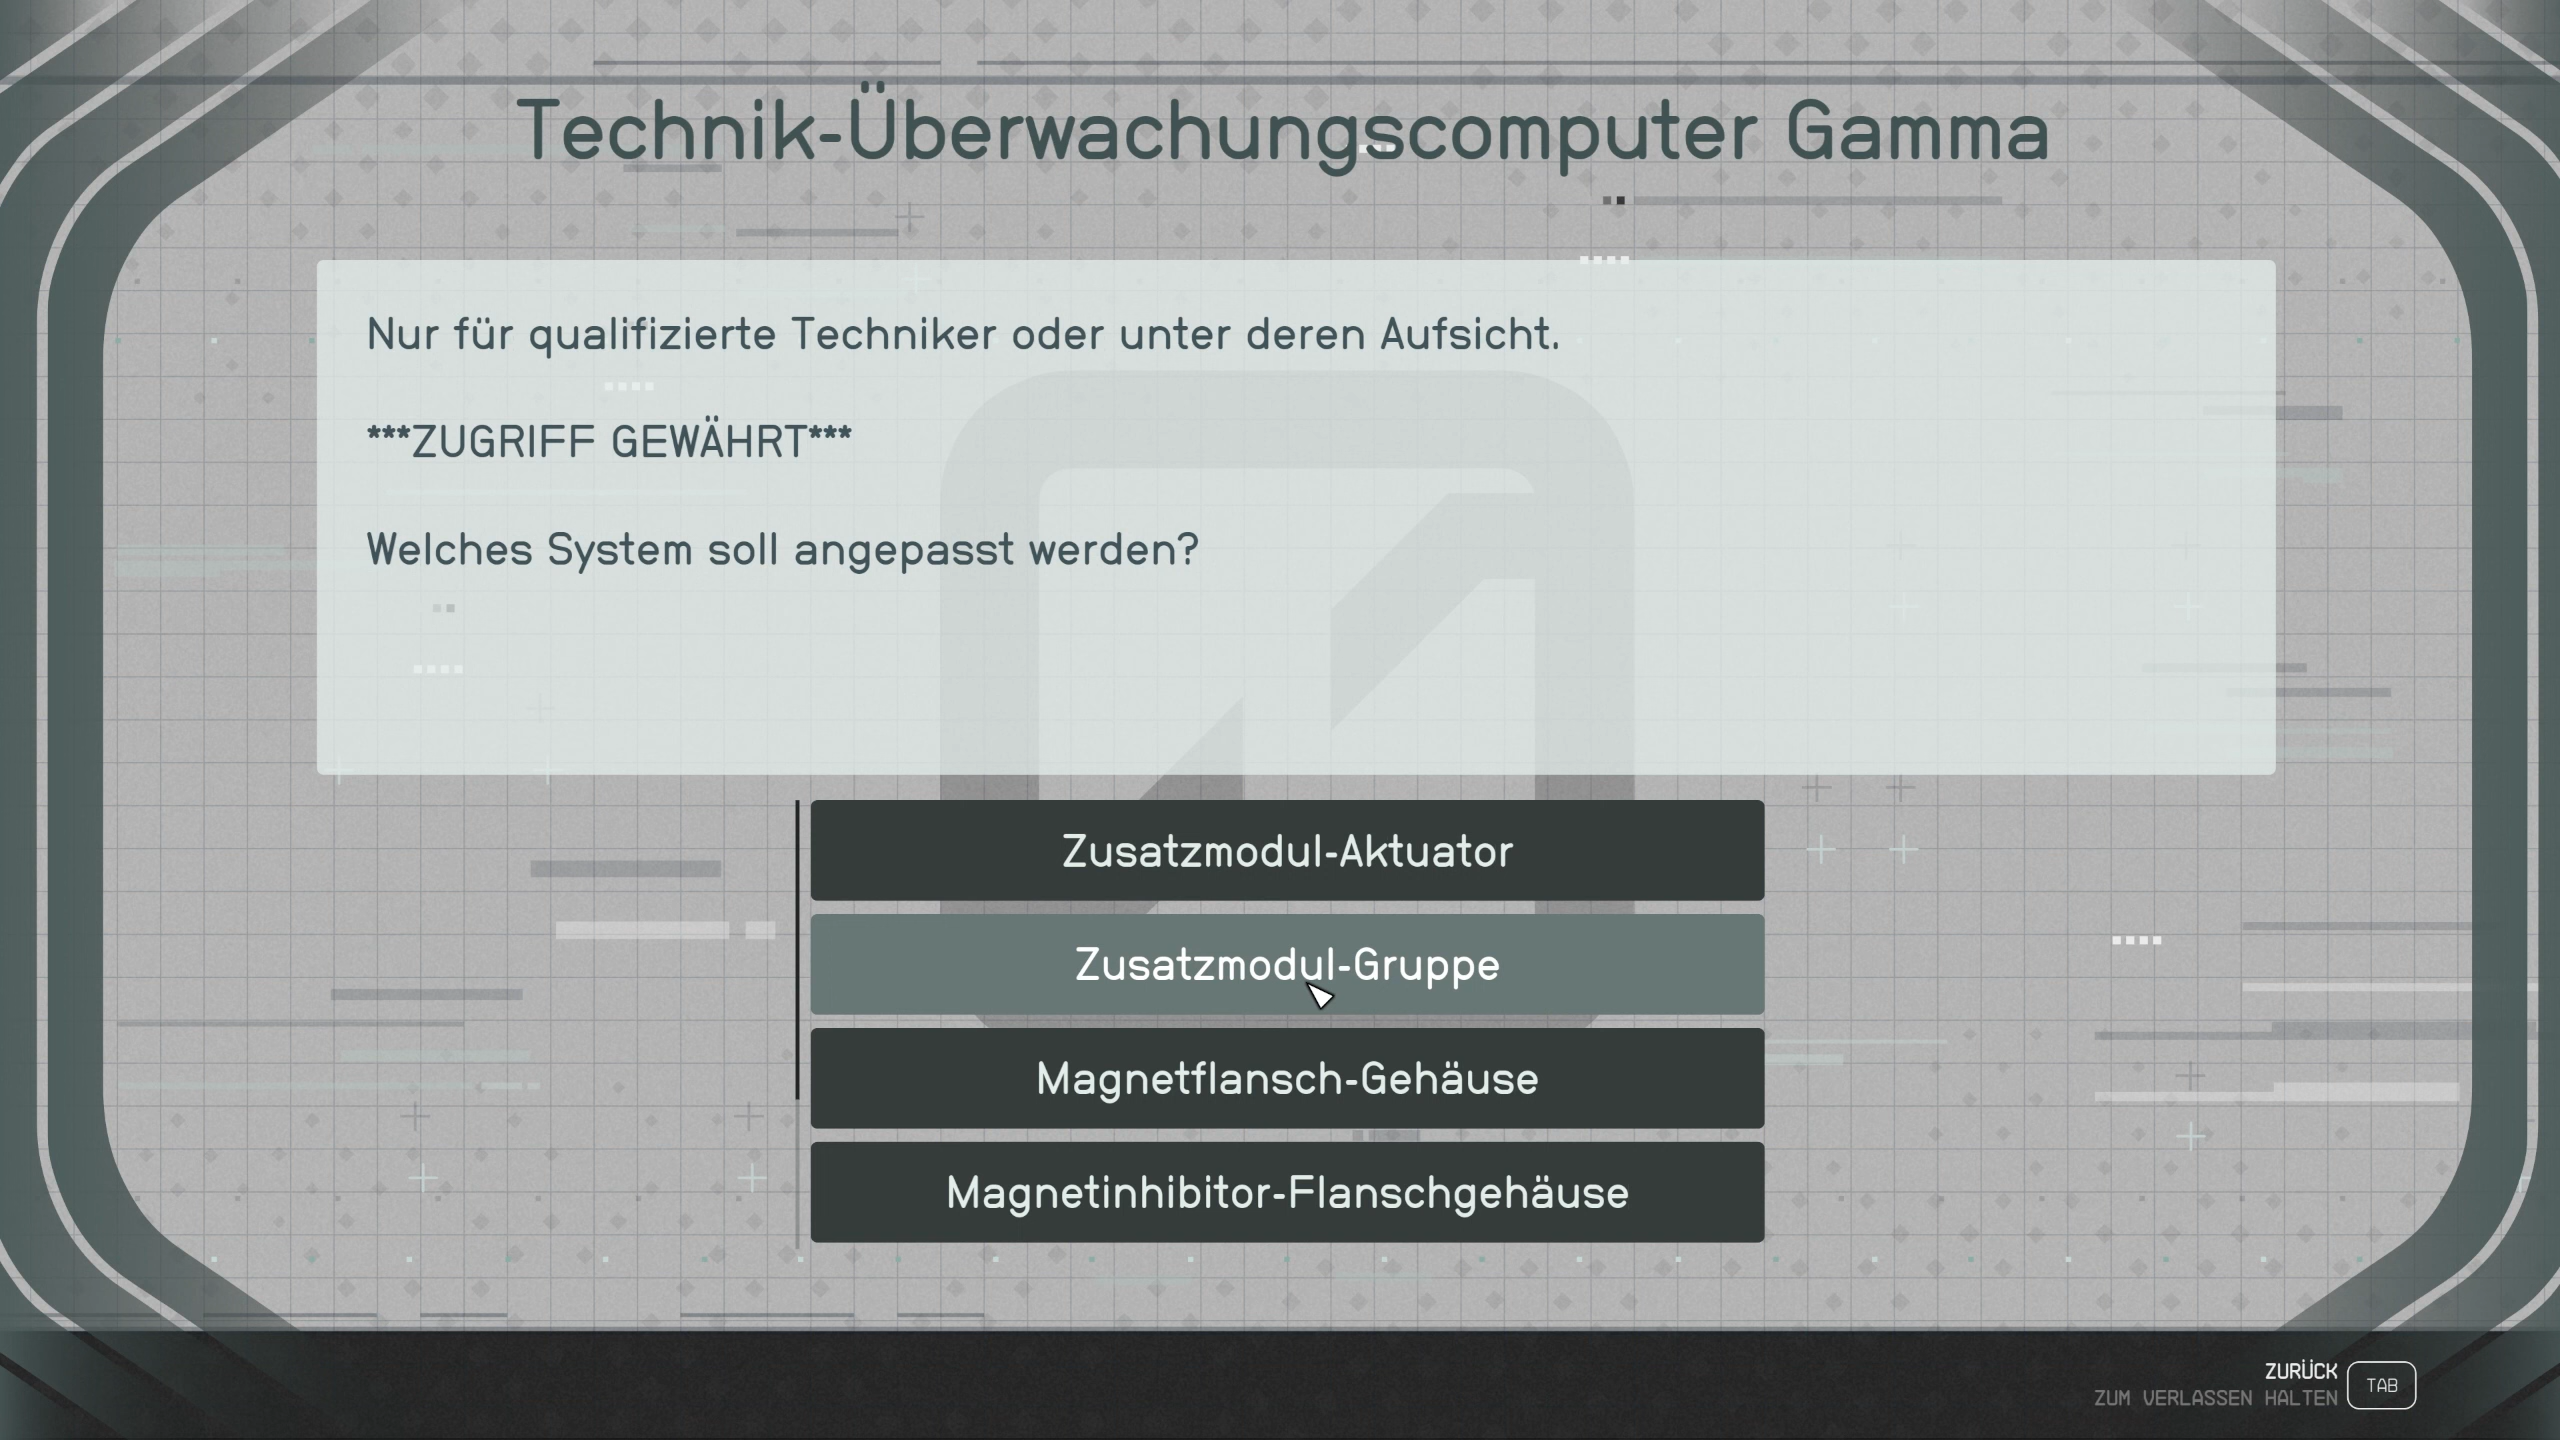 Technik-Überwachungscomputer Gamma
Nur für qualifizierte Techniker oder unter deren Aufsicht.
***ZUGRIFF GEWÄHRT***
Welches System soll angepasst werden?
Zusatzmodul-Aktuator
Zusatzmodul-Gruppe
Magnetflansch-Gehäuse
Magnetinhibitor-Flanschgehäuse
ZURÜCK
TAB
ZUM VERLASSEN HALTEN